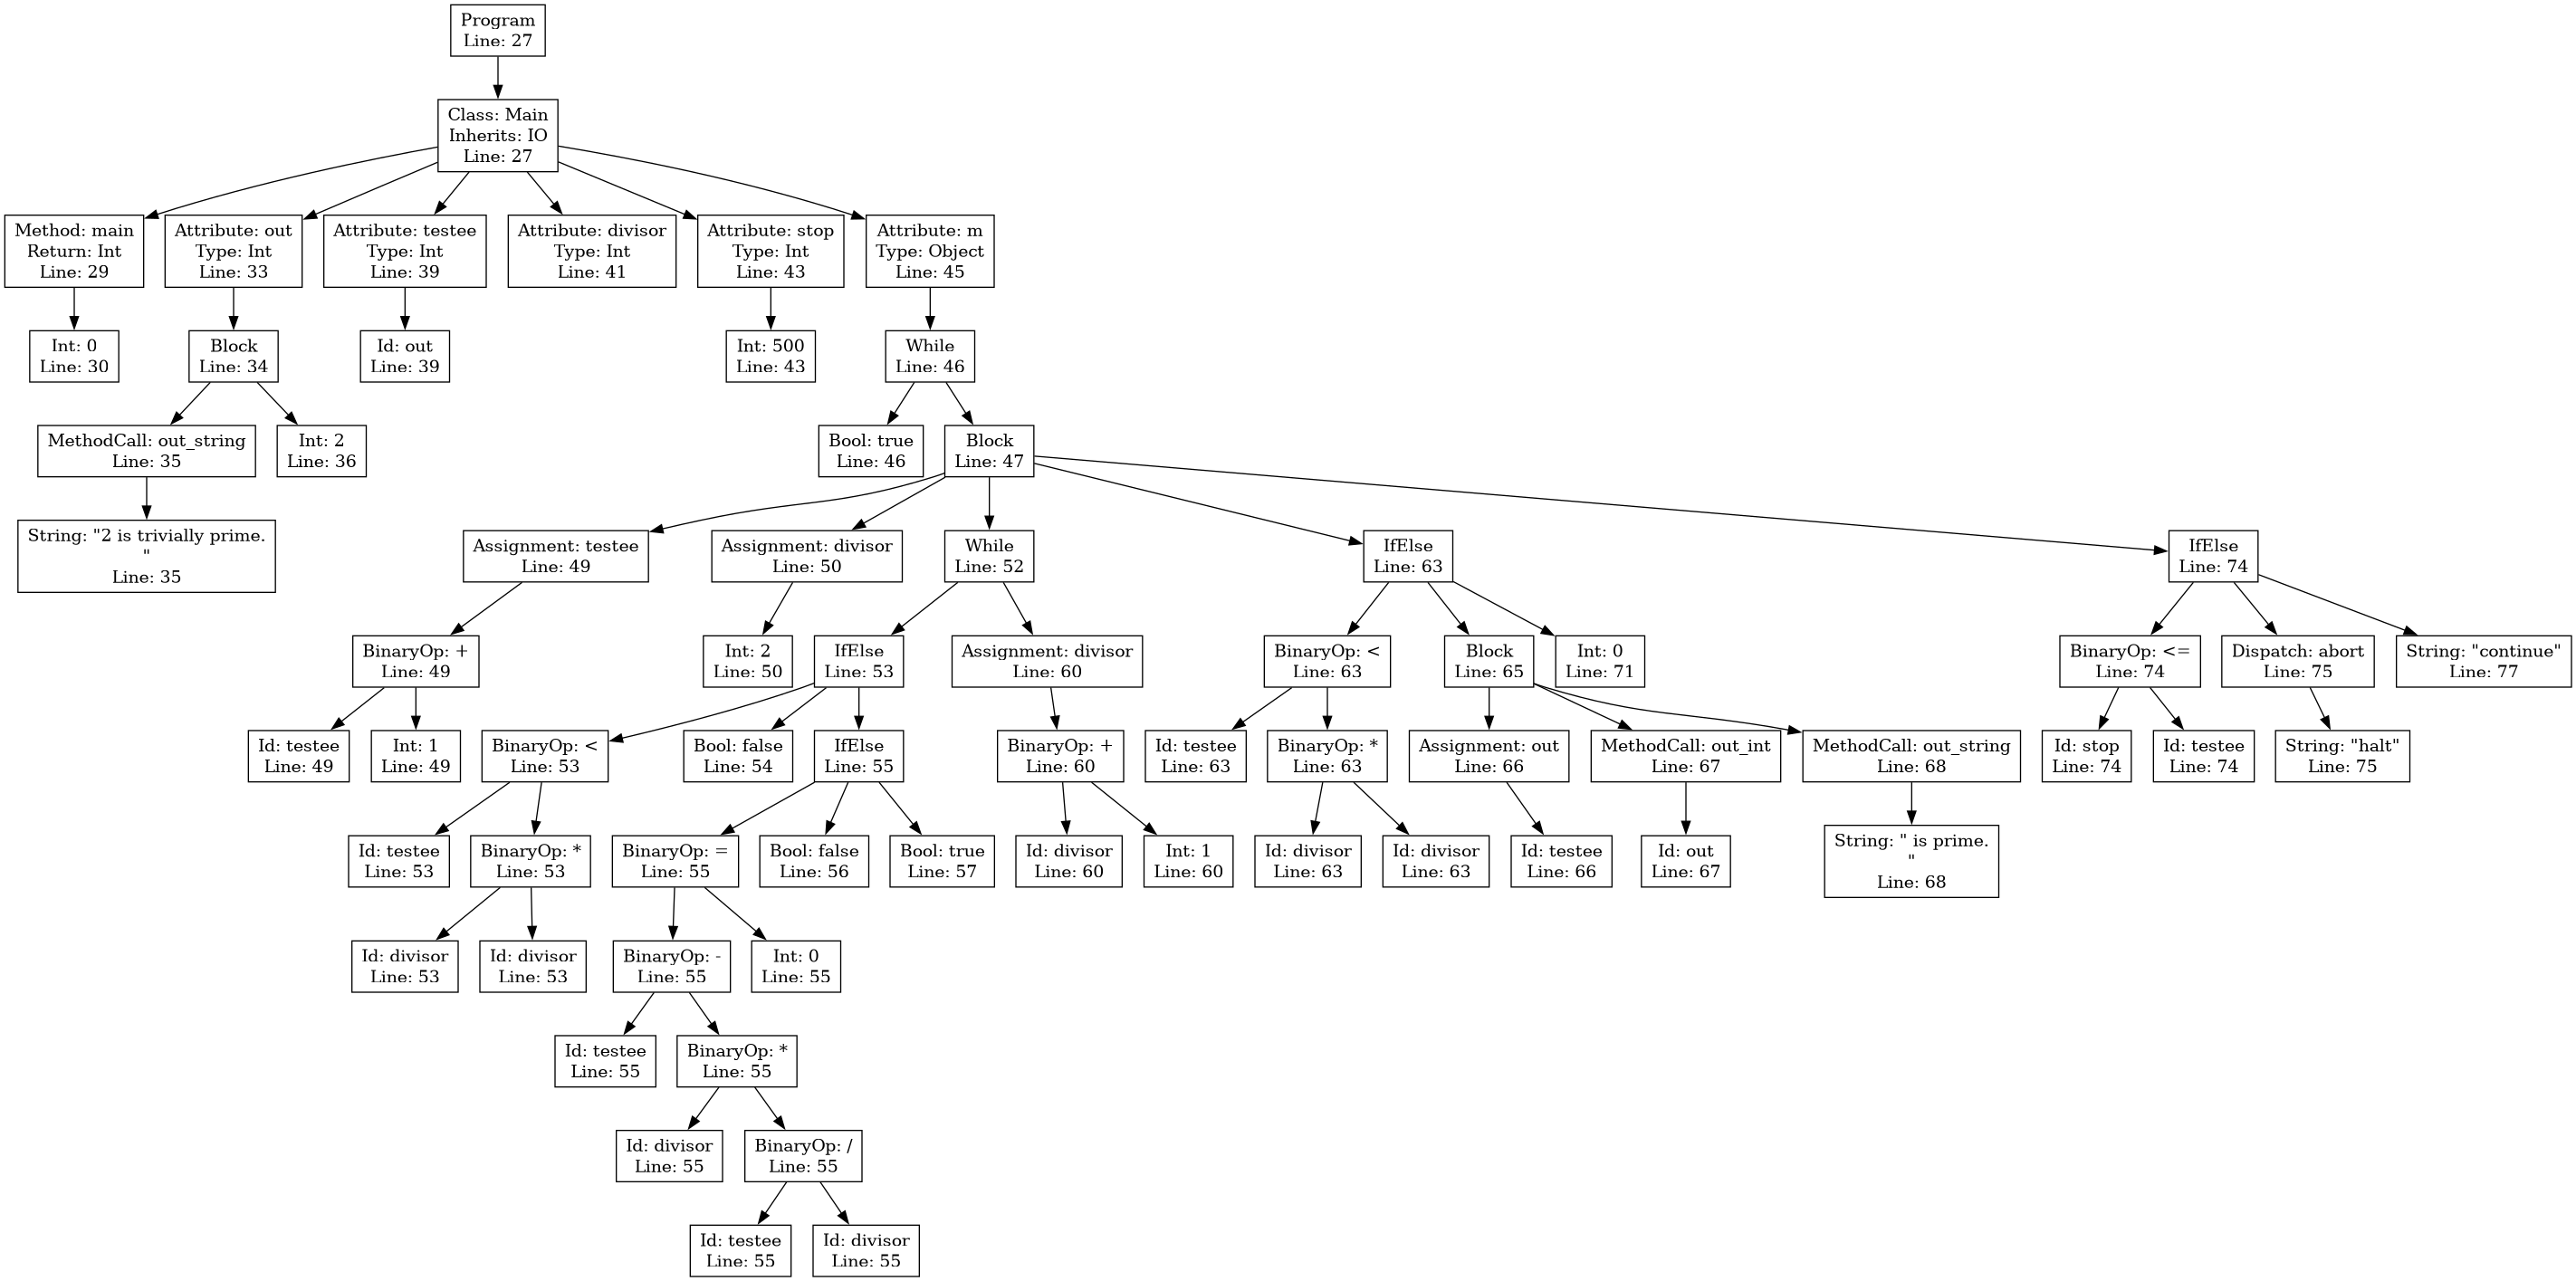 Program
Line: 27
Class: Main
Inherits: IO
Line: 27
Method: main
Return: Int
Line: 29
Attribute: out
Type: Int
Line: 33
Attribute: testee
Type: Int
Line: 39
Attribute: divisor
Type: Int
Line: 41
Attribute: stop
Type: Int
Line: 43
Attribute: m
Type: Object
Line: 45
Int: 0
Line: 30
Block
Line: 34
Id: out
Line: 39
Int: 500
Line: 43
While
Line: 46
MethodCall: out_string
Line: 35
Int: 2
Line: 36
Bool: true
Line: 46
Block
Line: 47
String: "2 is trivially prime.
"
Line: 35
Assignment: testee
Line: 49
Assignment: divisor
Line: 50
While
Line: 52
IfElse
Line: 63
IfElse
Line: 74
BinaryOp: +
Line: 49
Int: 2
Line: 50
IfElse
Line: 53
Assignment: divisor
Line: 60
BinaryOp: <
Line: 63
Block
Line: 65
Int: 0
Line: 71
BinaryOp: <=
Line: 74
Dispatch: abort
Line: 75
String: "continue"
Line: 77
Id: testee
Line: 49
Int: 1
Line: 49
BinaryOp: <
Line: 53
Bool: false
Line: 54
IfElse
Line: 55
BinaryOp: +
Line: 60
Id: testee
Line: 63
BinaryOp: *
Line: 63
Assignment: out
Line: 66
MethodCall: out_int
Line: 67
MethodCall: out_string
Line: 68
Id: stop
Line: 74
Id: testee
Line: 74
String: "halt"
Line: 75
Id: testee
Line: 53
BinaryOp: *
Line: 53
BinaryOp: =
Line: 55
Bool: false
Line: 56
Bool: true
Line: 57
Id: divisor
Line: 60
Int: 1
Line: 60
Id: divisor
Line: 63
Id: divisor
Line: 63
Id: testee
Line: 66
Id: out
Line: 67
String: " is prime.
"
Line: 68
Id: divisor
Line: 53
Id: divisor
Line: 53
BinaryOp: -
Line: 55
Int: 0
Line: 55
Id: testee
Line: 55
BinaryOp: *
Line: 55
Id: divisor
Line: 55
BinaryOp: /
Line: 55
Id: testee
Line: 55
Id: divisor
Line: 55